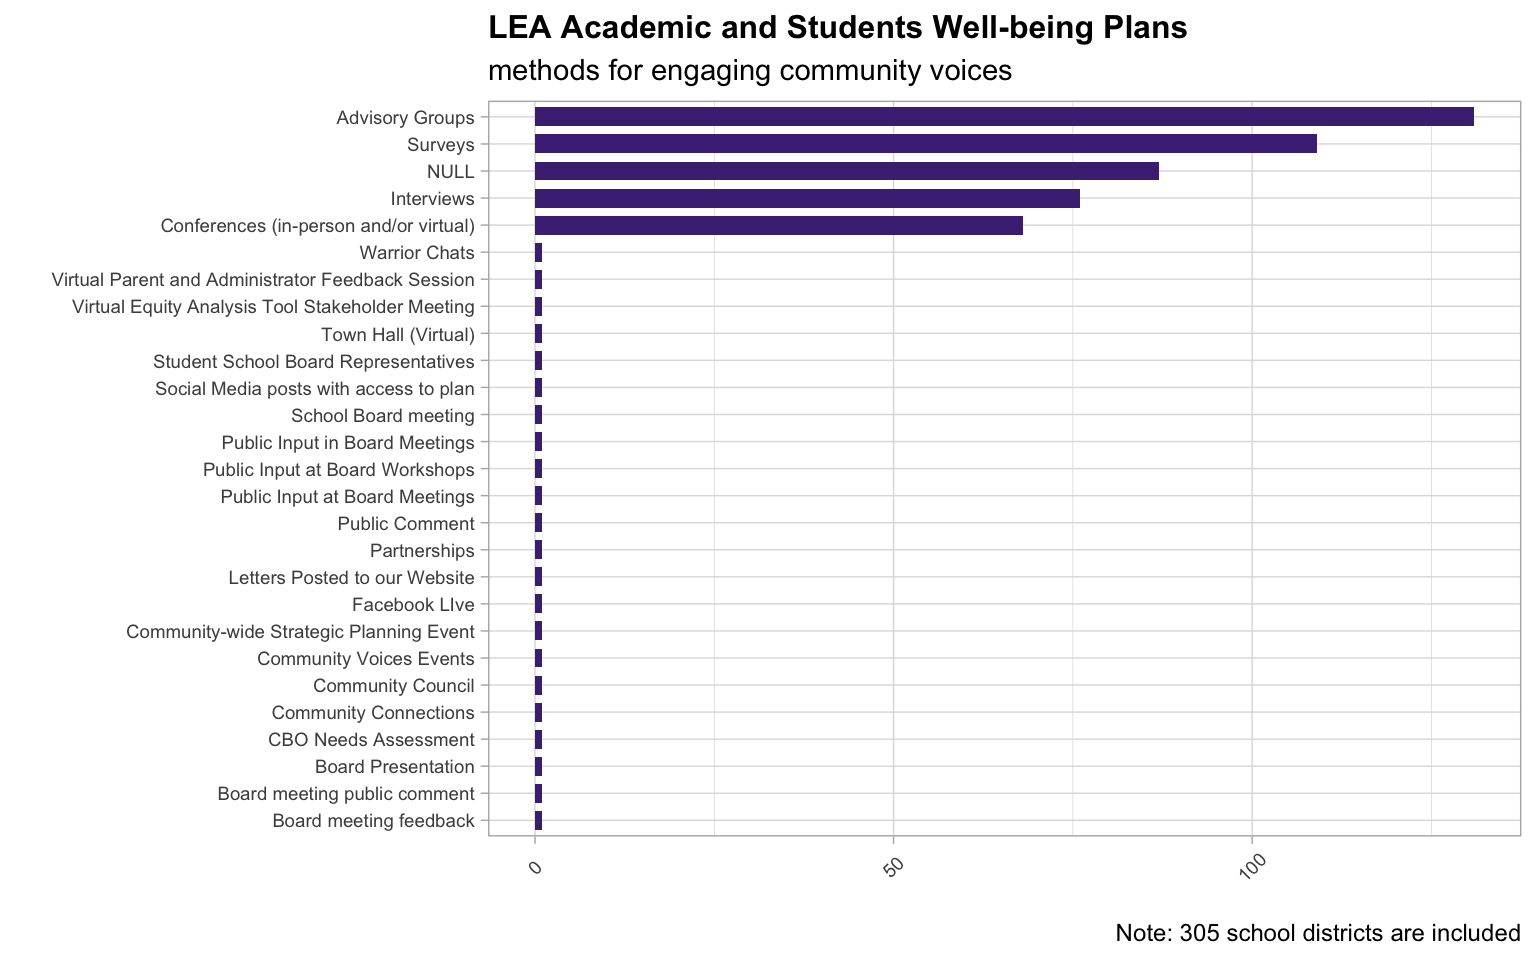 LEA Academic and Students Well-being Plans
methods for engaging community voices
Advisory Groups
Surveys
NULL
Interviews
Conferences (in-person and/or virtual)
Warrior Chats
Virtual Parent and Administrator Feedback Session
Virtual Equity Analysis Tool Stakeholder Meeting
Town Hall (Virtual)
Student School Board Representatives
Social Media posts with access to plan
School Board meeting
Public Input in Board Meetings
Public Input at Board Workshops
Public Input at Board Meetings
Public Comment
Partnerships
Letters Posted to our Website
Facebook LIve
Community-wide Strategic Planning Event
Community Voices Events
Community Council
Community Connections
CBO Needs Assessment
Board Presentation
Board meeting public comment
Board meeting feedback
0
50
100
Note: 305 school districts are included